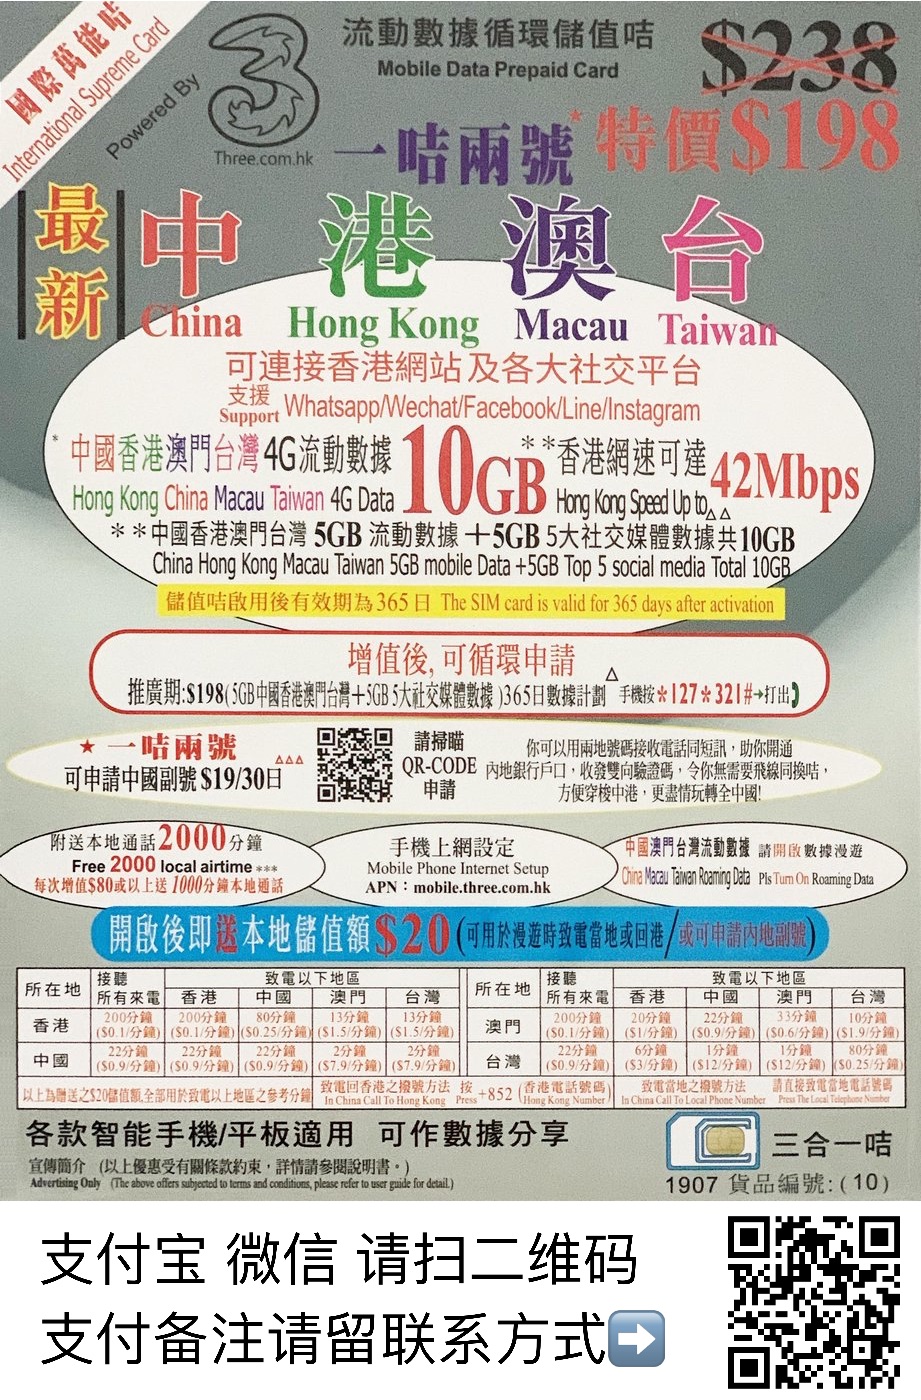 國際萬能咭
International Supreme Card
Powered By
3
Three.com.hk
流動數據循環儲值咭
Mobile Data Prepaid Card
$238
*特價$198
一咭兩號
最新
中 港 澳 台
China Hong Kong Macau Taiwan
可連接香港網站及各大社交平台
支援
Support Whatsapp/Wechat/Facebook/Line/Instagram
*中國香港澳門台灣4G流動數據
Hong Kong China Macau Taiwan 4G Data
10GB
**香港網速可達
Hong Kong Speed Up to△△
42Mbps
**中國香港澳門台灣 5GB 流動數據+5GB 5大社交媒體數據共10GB
China Hong Kong Macau Taiwan 5GB mobile Data +5GB Top 5 social media Total 10GB
儲值咭啟用後有效期為365日 The SIM card is valid for 365 days after activation
增值後,可循環申請
推廣期:$198(5GB中國香港澳門台灣+5GB5大社交媒體數據)365日數據計劃△ 手機按*127*321#→打出
★一咭兩號
可申請中國副號 $19/30日 △△△
請掃瞄
QR-CODE
申請
你可以用兩地號碼接收電話同短訊,助你開通
內地銀行戶口,收發雙向驗證碼,令你無需要飛線同換咭,
方便穿梭中港,更盡情玩轉全中國!
附送本地通話2000分鐘
Free 2000 local airtime ***
每次增值$80或以上送 1000分鐘本地通話
手機上網設定
Mobile Phone Internet Setup
APN:mobile.three.com.hk
中國澳門台灣流動數據 請開啟數據漫遊
China Macau Taiwan Roaming Data Pls Turn On Roaming Data
開啟後即送本地儲值額$20(可用於漫遊時致電當地或回港/或可申請內地副號)
所在地 接聽所有來電 致電以下地區 所在地 接聽所有來電 致電以下地區
香港 中國 澳門 台灣 香港 中國 澳門 台灣
香港 200分鐘 200分鐘 80分鐘 13分鐘 13分鐘 澳門 200分鐘 20分鐘 22分鐘 33分鐘 10分鐘
($0.1/分鐘) ($0.1/分鐘) ($0.25/分鐘) ($1.5/分鐘) ($1.5/分鐘) ($0.1/分鐘) ($1/分鐘) ($0.9/分鐘) ($0.6/分鐘) ($1.9/分鐘)
中國 22分鐘 22分鐘 22分鐘 2分鐘 2分鐘 台灣 22分鐘 6分鐘 1分鐘 1分鐘 80分鐘
($0.9/分鐘) ($0.9/分鐘) ($0.9/分鐘) ($7.9/分鐘) ($7.9/分鐘) ($0.9/分鐘) ($3/分鐘) ($12/分鐘) ($12/分鐘) ($0.25/分鐘)
以上為贈送之$20儲值額,全部用於致電以上地區之參考分鐘
致電回香港之撥號方法 按 +852 (香港電話號碼)
In China Call To Hong Kong Press (Hong Kong Number)
致電當地之撥號方法 請直接致電當地電話號碼
In China Call To Local Phone Number Press The Local Telephone Number
各款智能手機/平板適用 可作數據分享
宣傳簡介 (以上優惠受有關條款約束,詳情請參閱說明書。)
Advertising Only (The above offers subjected to terms and conditions, please refer to user guide for detail.)
三合一咭
1907 貨品編號:(10)
支付宝 微信 请扫二维码
支付备注请留联系方式➡